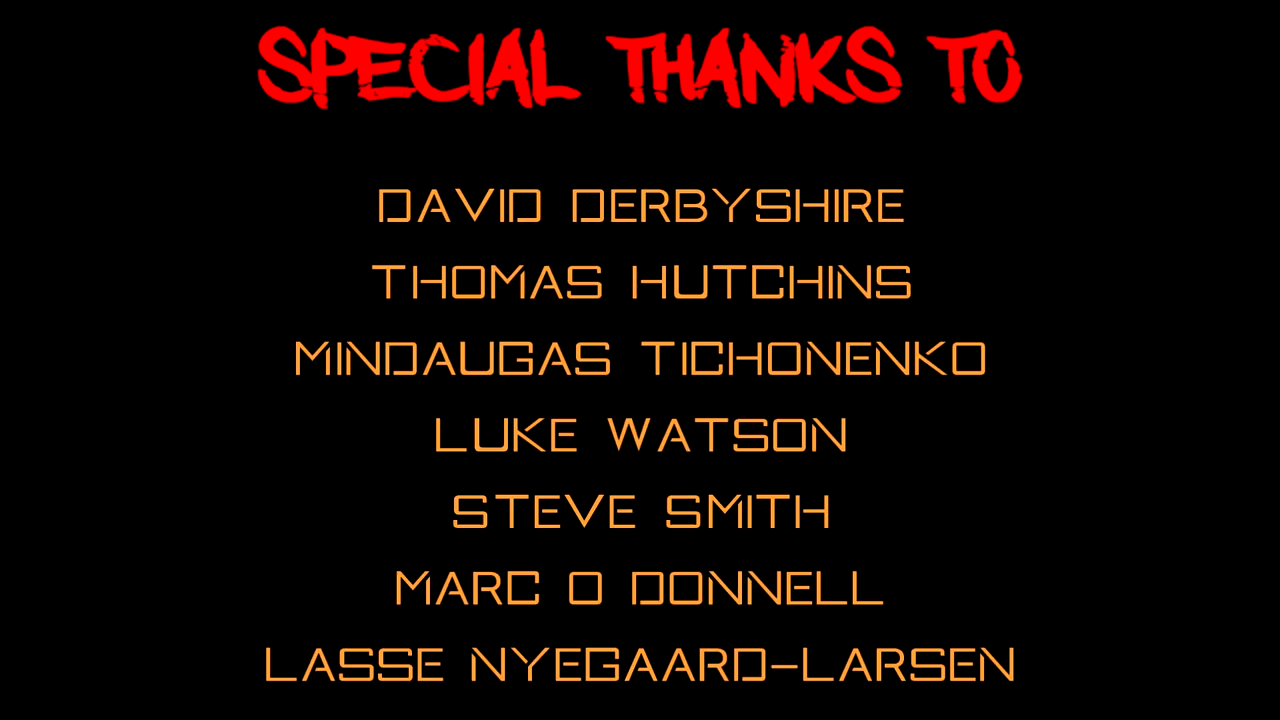 SPECIAL THANKS TO
DAVID DERBYSHIRE
THOMAS HUTCHINS
MINDAUGAS TICHONENKO
LUKE WATSON
STEVE SMITH
MARC O DONNELL
LASSE NYEGAARD-LARSEN